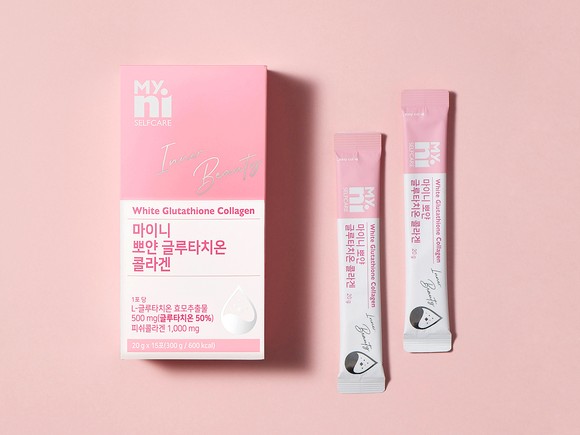 MY.
ni
SELFCARE
Inner
Beauty
White Glutathione Collagen
마이니
뽀얀 글루타치온
콜라겐
1포 당
L-글루타치온 효모추출물
500 mg(글루타치온 50%)
피쉬콜라겐 1,000 mg
20 g x 15포(300 g / 600 kcal)
MY.
ni
SELFCARE
White Glutathione Collagen
마이니 뽀얀
글루타치온 콜라겐
20 g
Inner
Beauty
MY.
ni
SELFCARE
White Glutathione Collagen
마이니 뽀얀
글루타치온 콜라겐
20 g
Inner
Beauty